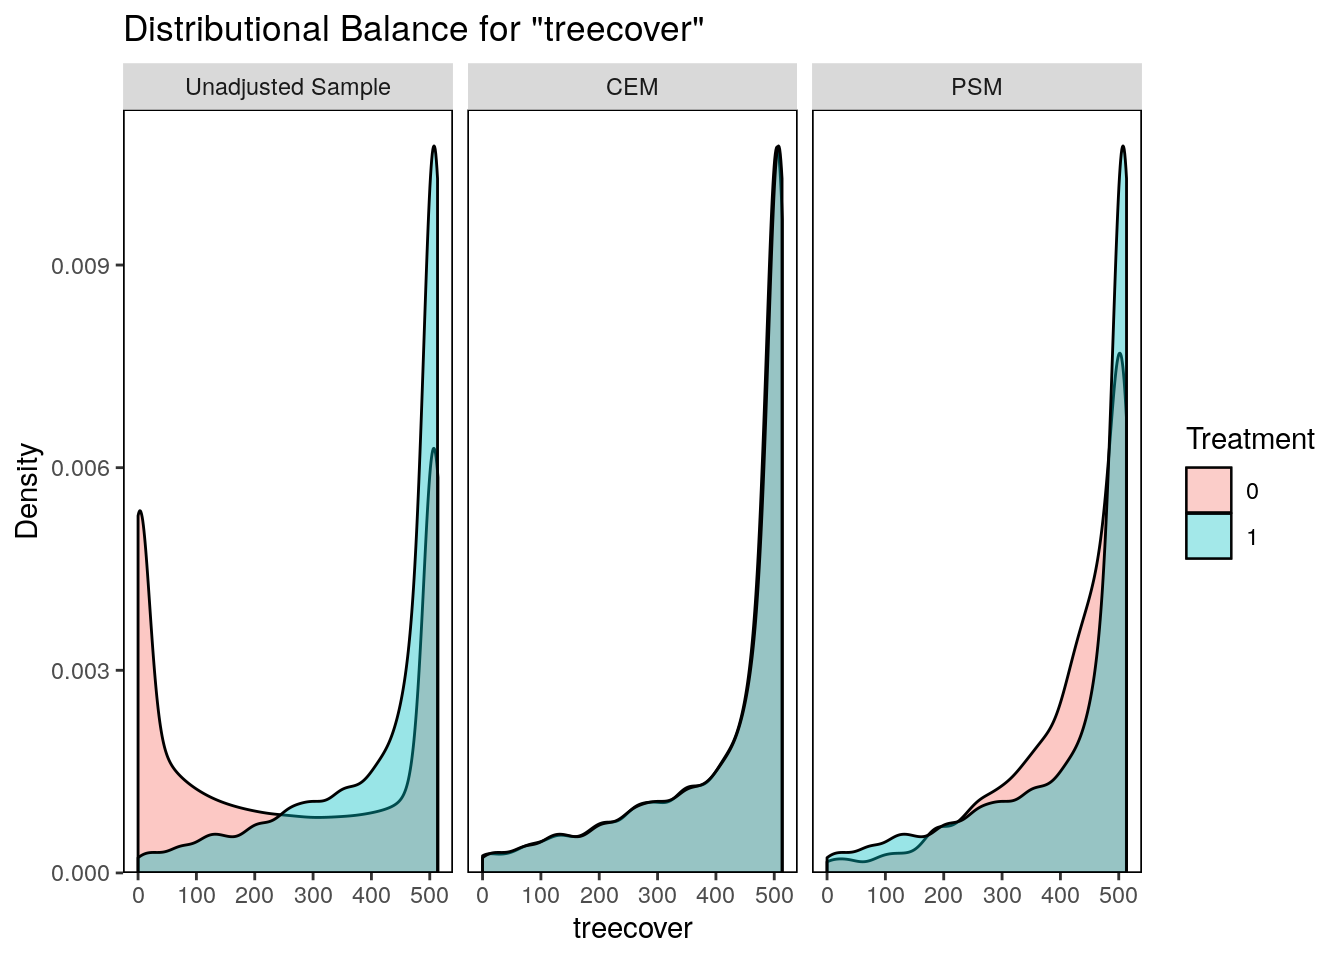 Distributional Balance for "treecover"
Unadjusted Sample
CEM
PSM
Density
0.009
0.006
0.003
0.000
0 100 200 300 400 500
0 100 200 300 400 500
0 100 200 300 400 500
treecover
Treatment
0
1